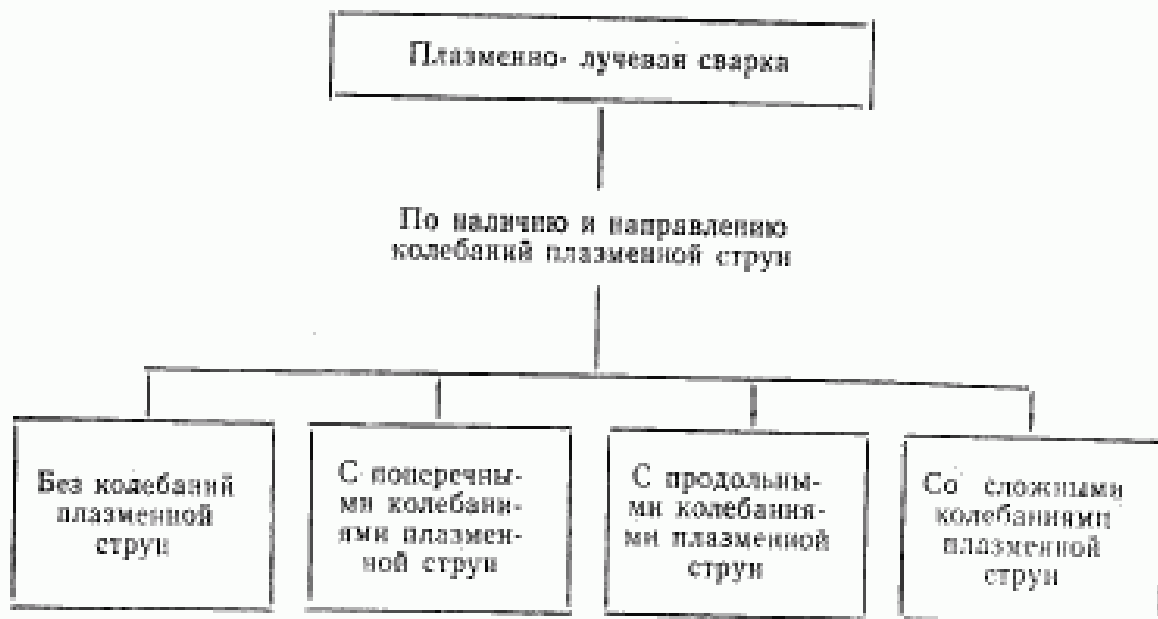 Плазменно- лучевая сварка
По наличию и направлению
колебаний плазменной струи
Без колебаний
плазменной
струи
С поперечны-
ми колебани-
ями плазмен-
ной струи
С продольны-
ми колебания-
ми плазменной
струи
Со сложными
колебаниями
плазменной
струи